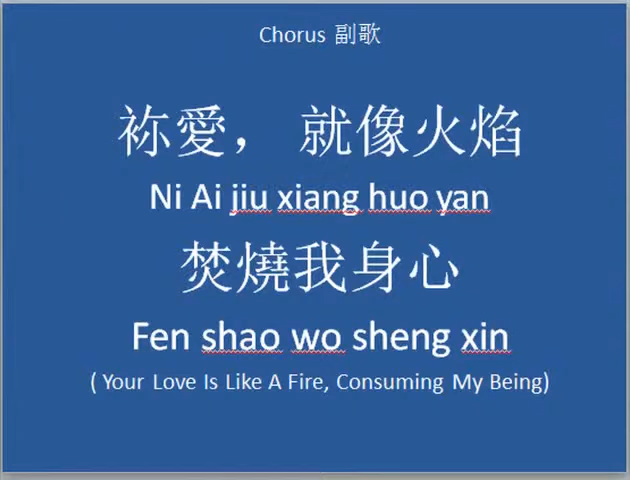 Chorus 副歌
祢愛， 就像火焰
Ni Ai jiu xiang huo yan
焚燒我身心
Fen shao wo sheng xin
( Your Love Is Like A Fire, Consuming My Being)